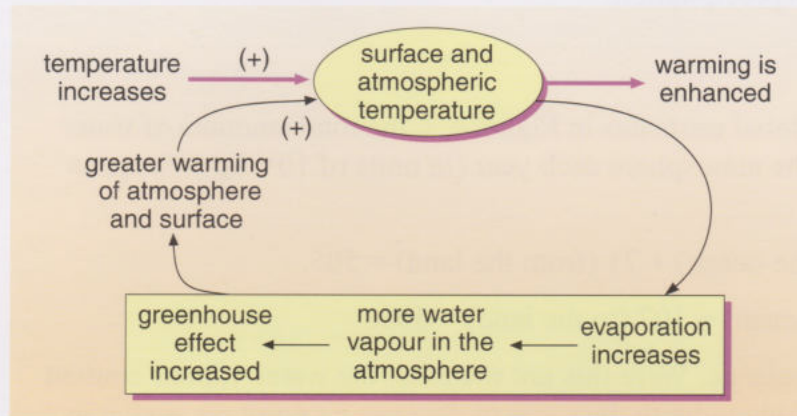 temperature
increases
(+)
surface and
atmospheric
temperature
warming is
enhanced
(+)
greater warming
of atmosphere
and surface
greenhouse
effect
increased
more water
vapour in the
atmosphere
evaporation
increases